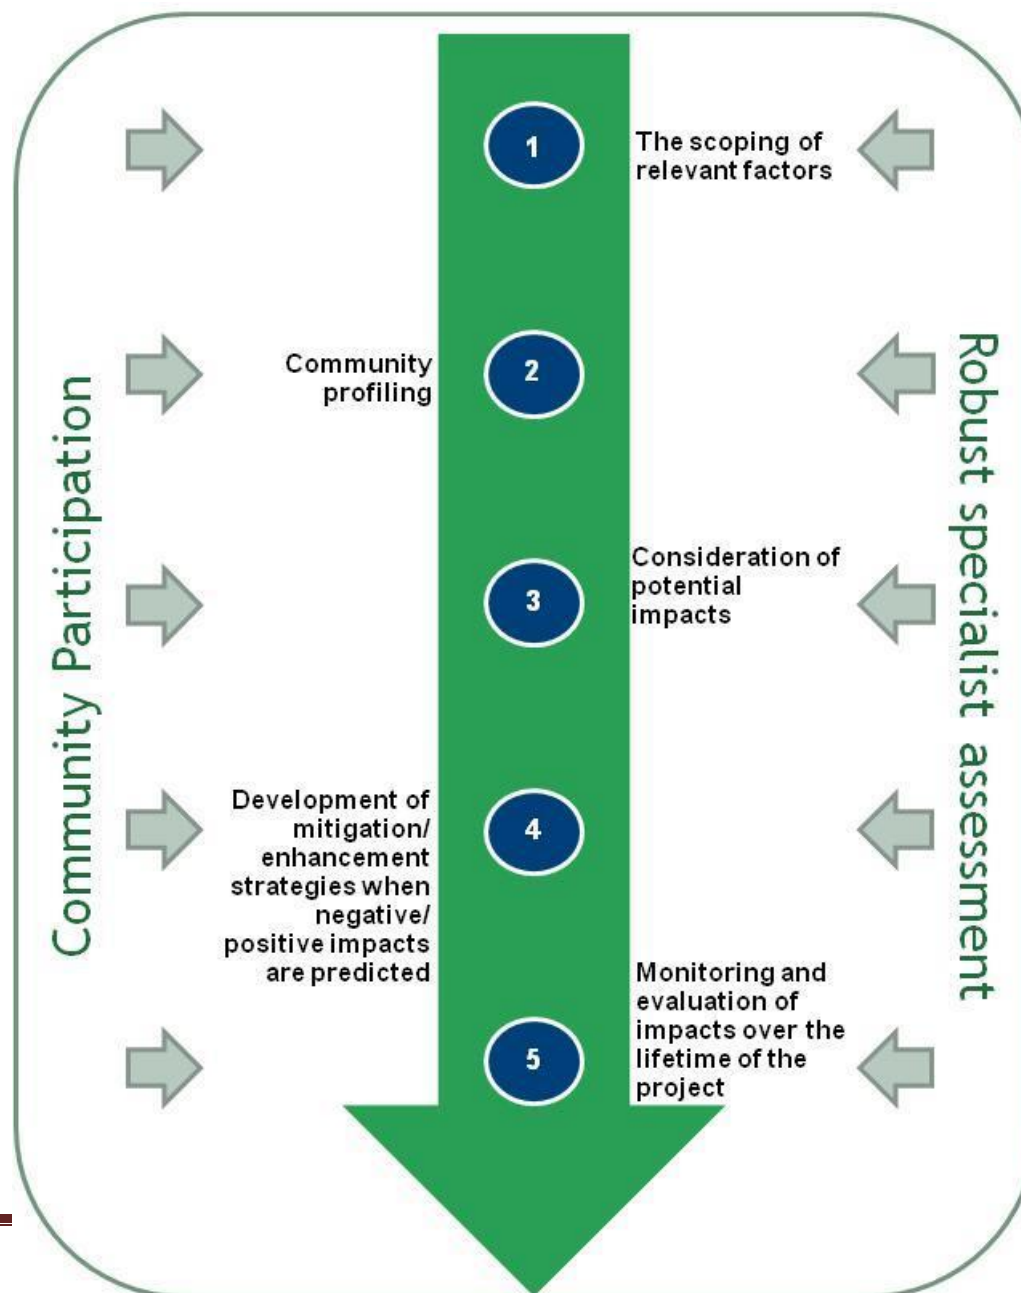 1
The scoping of
relevant factors
Community
profiling
2
3
Consideration of
potential
impacts
Development of
mitigation/
enhancement
strategies when
negative/
positive impacts
are predicted
4
5
Monitoring and
evaluation of
impacts over the
lifetime of the
project
Community Participation
Robust specialist assessment